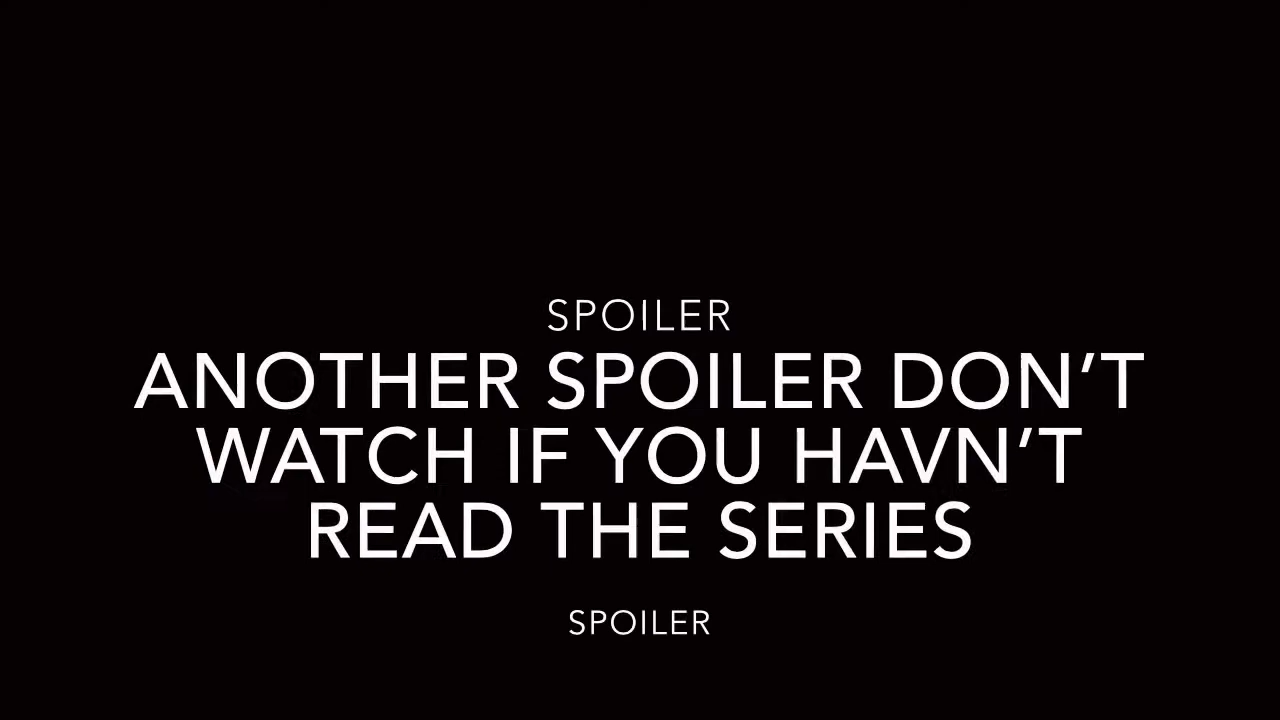 SPOILER
ANOTHER SPOILER DON’T
WATCH IF YOU HAVN’T
READ THE SERIES
SPOILER